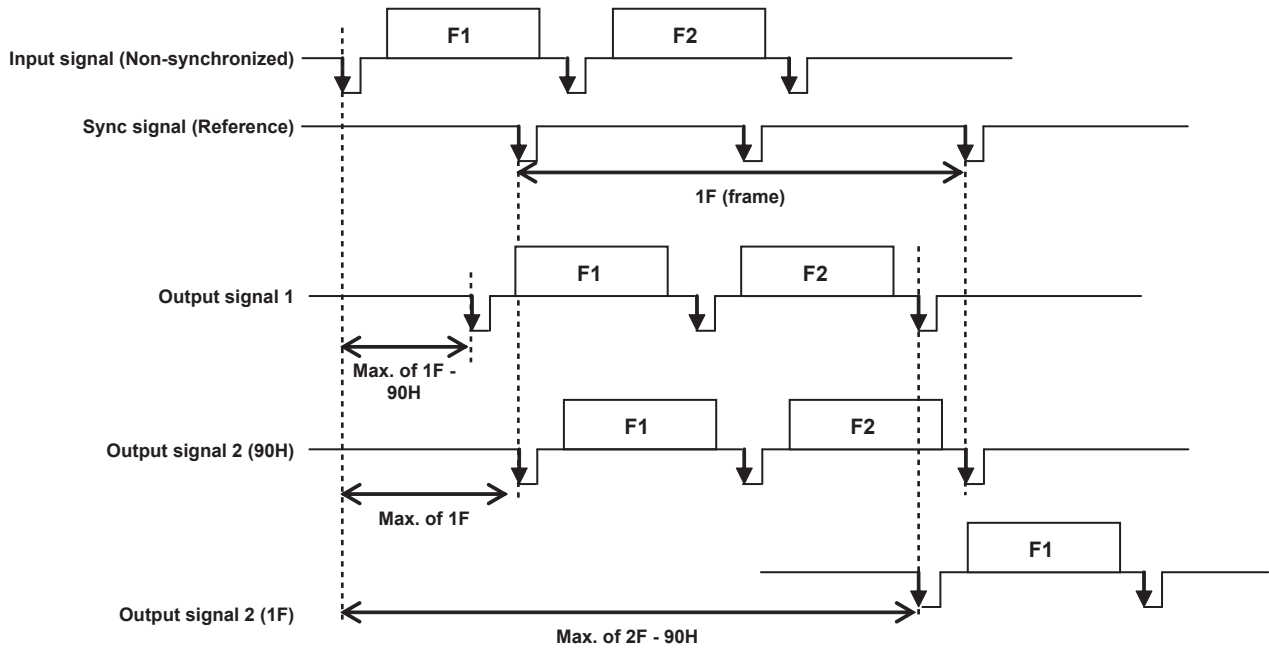 F1
F2
Input signal (Non-synchronized)
Sync signal (Reference)
1F (frame)
F1
F2
Output signal 1
Max. of 1F -
90H
F1
F2
Output signal 2 (90H)
Max. of 1F
F1
Output signal 2 (1F)
Max. of 2F - 90H